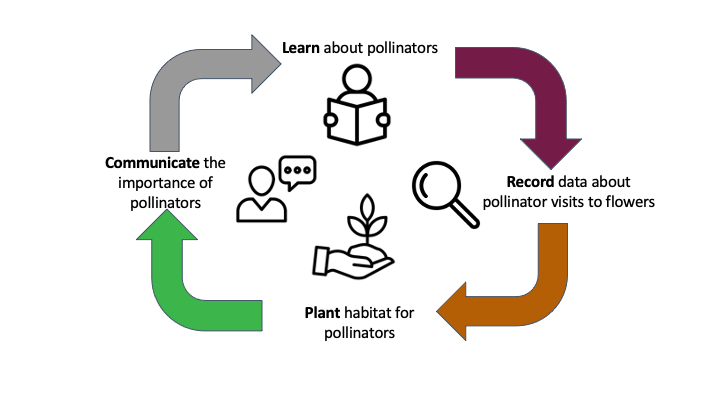 Learn about pollinators
Record data about
pollinator visits to flowers
Plant habitat for
pollinators
Communicate the
importance of
pollinators